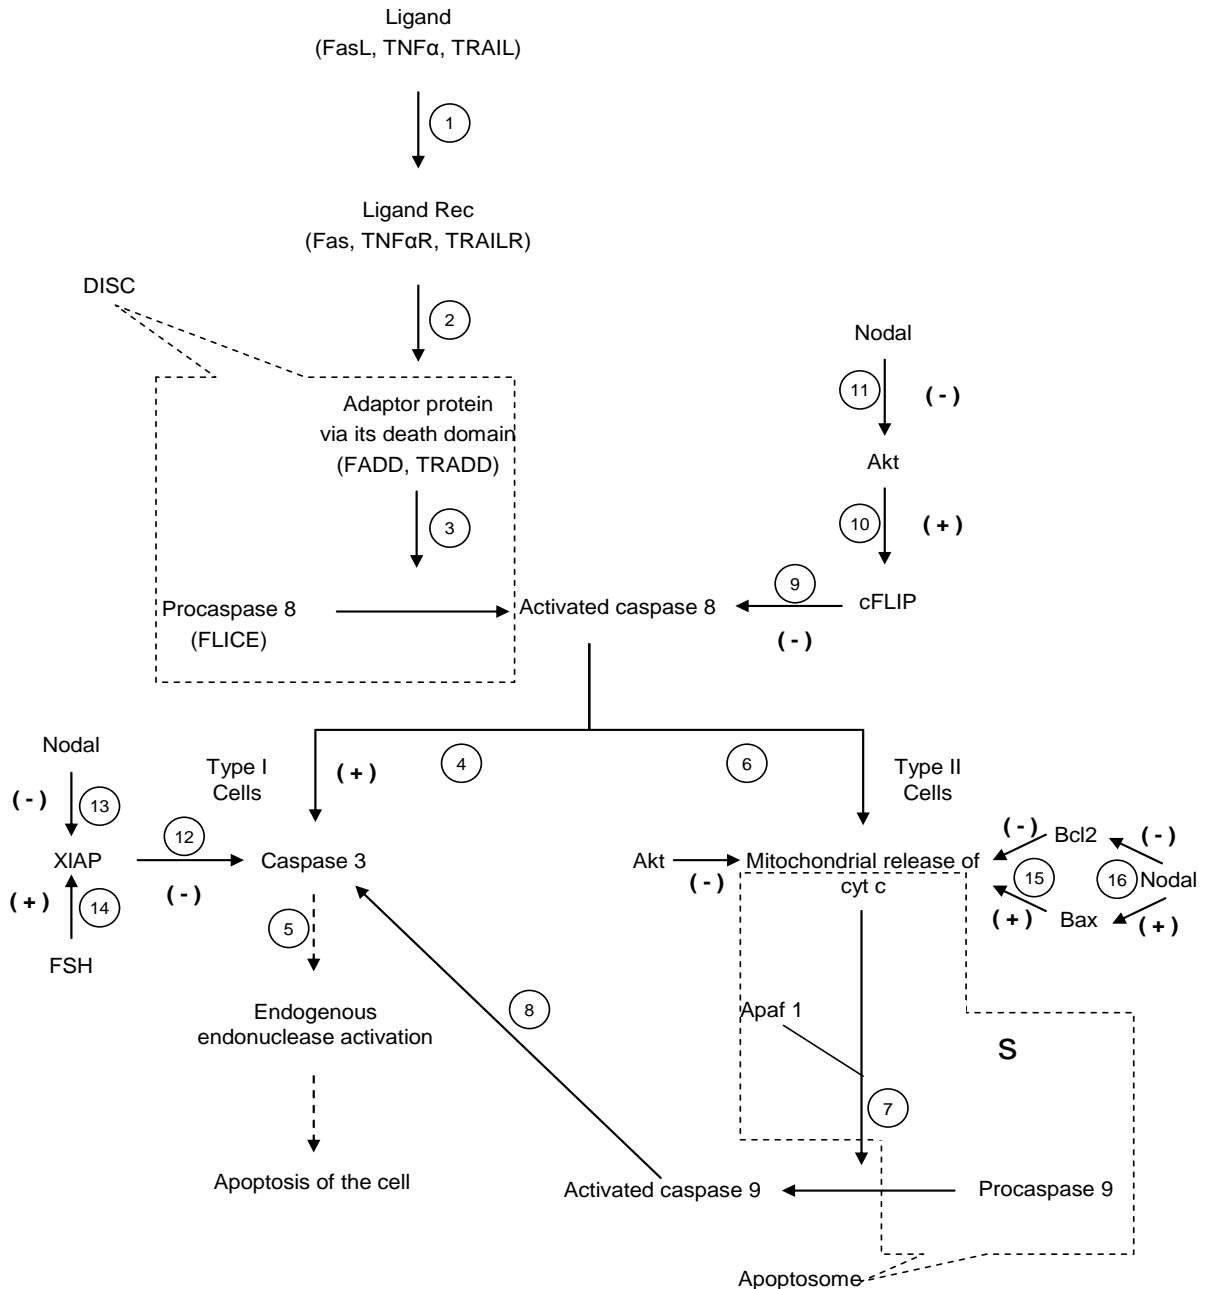 Ligand
(FasL, TNFα, TRAIL)
1
Ligand Rec
(Fas, TNFαR, TRAILR)
DISC
2
Nodal
11
( - )
Adaptor protein
via its death domain
(FADD, TRADD)
Akt
3
10
( + )
9
Procaspase 8
(FLICE)
Activated caspase 8
cFLIP
( - )
Nodal
( - )
13
Type I
Cells
( + )
4
6
Type II
Cells
12
XIAP
( - )
Caspase 3
( + )
14
FSH
Akt
( - )
Mitochondrial release of
cyt c
( - )
Bcl2
( - )
15
16
Nodal
( + )
Bax
( + )
5
Endogenous
endonuclease activation
8
Apaf 1
S
7
Apoptosis of the cell
Activated caspase 9
Procaspase 9
Apoptosome